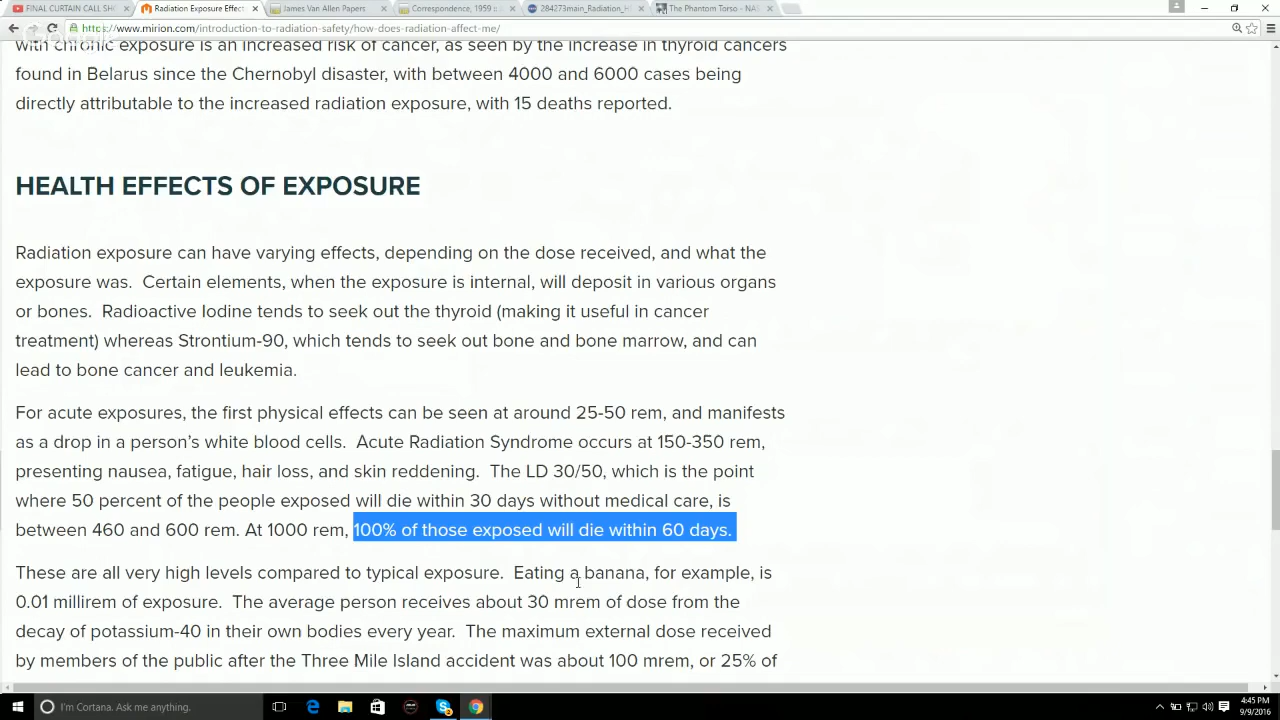 FINAL CURTAIN CALL SH
Radiation Exposure Effect
James Van Allen Papers
Correspondence, 1959
284273main_Radiation_H
The Phantom Torso - NA
https://www.mirion.com/introduction-to-radiation-safety/how-does-radiation-affect-me/
with chronic exposure is an increased risk of cancer, as seen by the increase in thyroid cancers
found in Belarus since the Chernobyl disaster, with between 4000 and 6000 cases being
directly attributable to the increased radiation exposure, with 15 deaths reported.
HEALTH EFFECTS OF EXPOSURE
Radiation exposure can have varying effects, depending on the dose received, and what the
exposure was. Certain elements, when the exposure is internal, will deposit in various organs
or bones. Radioactive Iodine tends to seek out the thyroid (making it useful in cancer
treatment) whereas Strontium-90, which tends to seek out bone and bone marrow, and can
lead to bone cancer and leukemia.
For acute exposures, the first physical effects can be seen at around 25-50 rem, and manifests
as a drop in a person's white blood cells. Acute Radiation Syndrome occurs at 150-350 rem,
presenting nausea, fatigue, hair loss, and skin reddening. The LD 30/50, which is the point
where 50 percent of the people exposed will die within 30 days without medical care, is
between 460 and 600 rem. At 1000 rem, 100% of those exposed will die within 60 days.
These are all very high levels compared to typical exposure. Eating a banana, for example, is
0.01 millirem of exposure. The average person receives about 30 mrem of dose from the
decay of potassium-40 in their own bodies every year. The maximum external dose received
by members of the public after the Three Mile Island accident was about 100 mrem, or 25% of
I'm Cortana. Ask me anything.
4:45 PM
9/9/2016